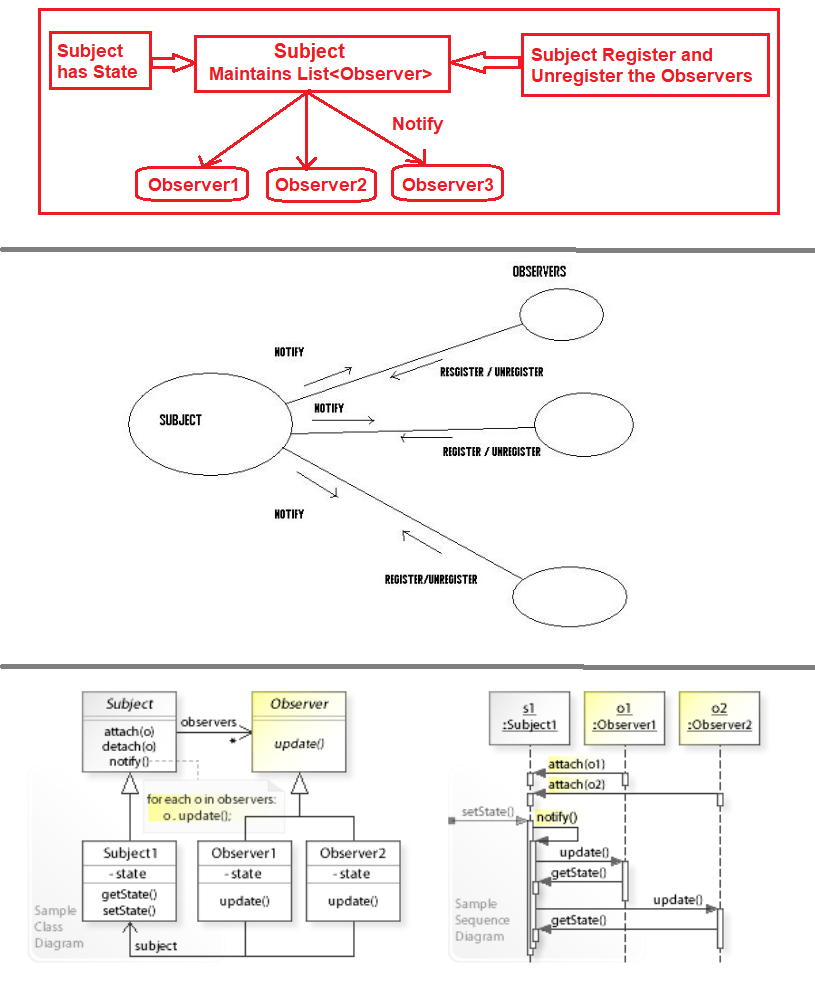 Subject
has State
Subject
Maintains List<Observer>
Subject Register and
Unregister the Observers
Notify
Observer1
Observer2
Observer3
OBSERVERS
NOTIFY
RESGISTER / UNREGISTER
SUBJECT
NOTIFY
REGISTER / UNREGISTER
NOTIFY
REGISTER/UNREGISTER
Subject
attach(o)
detach(o)
notify()
observers
*
Observer
update()
for each o in observers:
o . update();
Subject1
- state
getState()
setState()
Observer1
- state
update()
Observer2
- state
update()
subject
Sample
Class
Diagram
s1
:Subject1
o1
:Observer1
o2
:Observer2
attach(o1)
attach(o2)
setState()
notify()
update()
getState()
update()
getState()
Sample
Sequence
Diagram